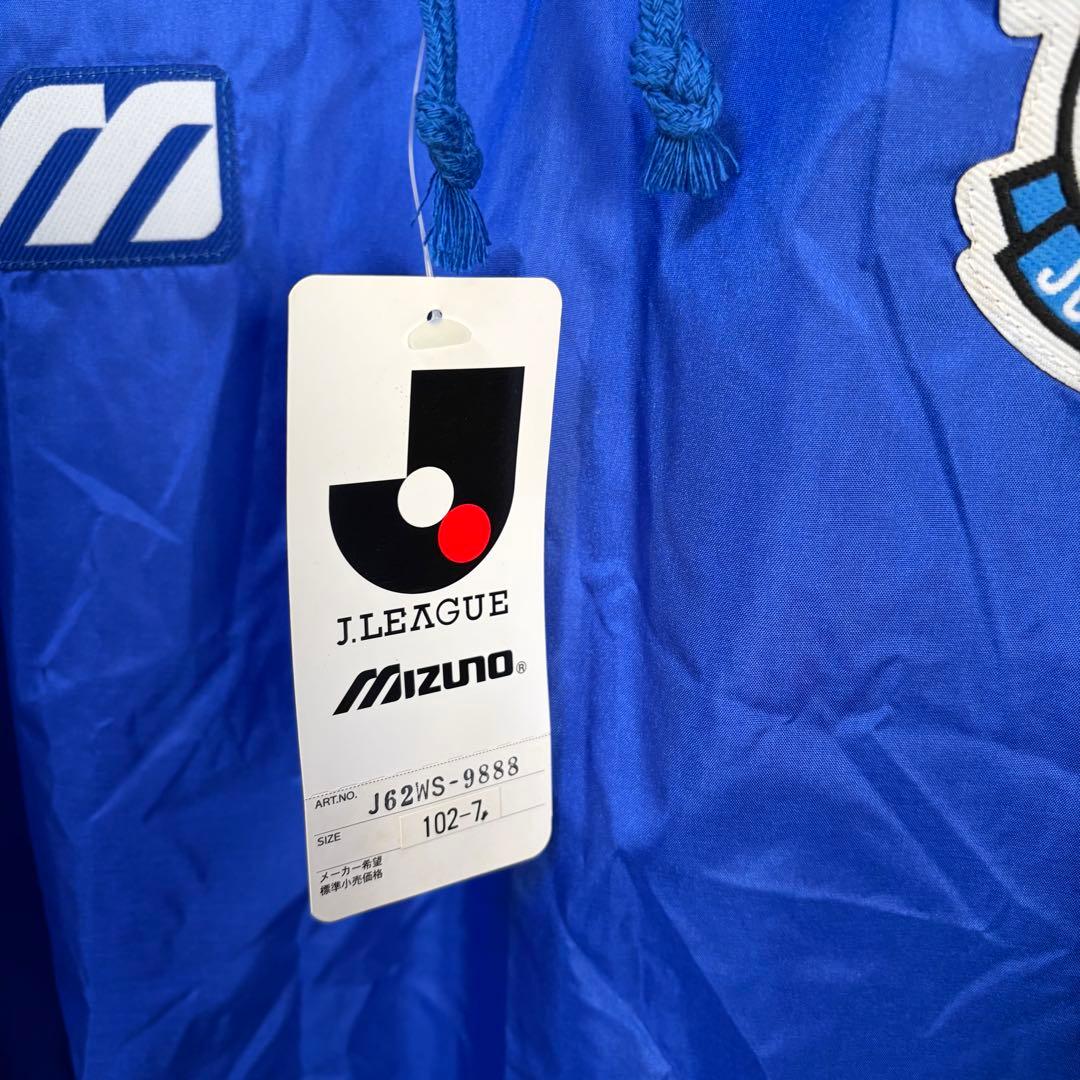 J.LEAGUE
MIZUNO®
ART.NO. J62WS-9888
SIZE 102-7
メーカー希望
標準小売価格